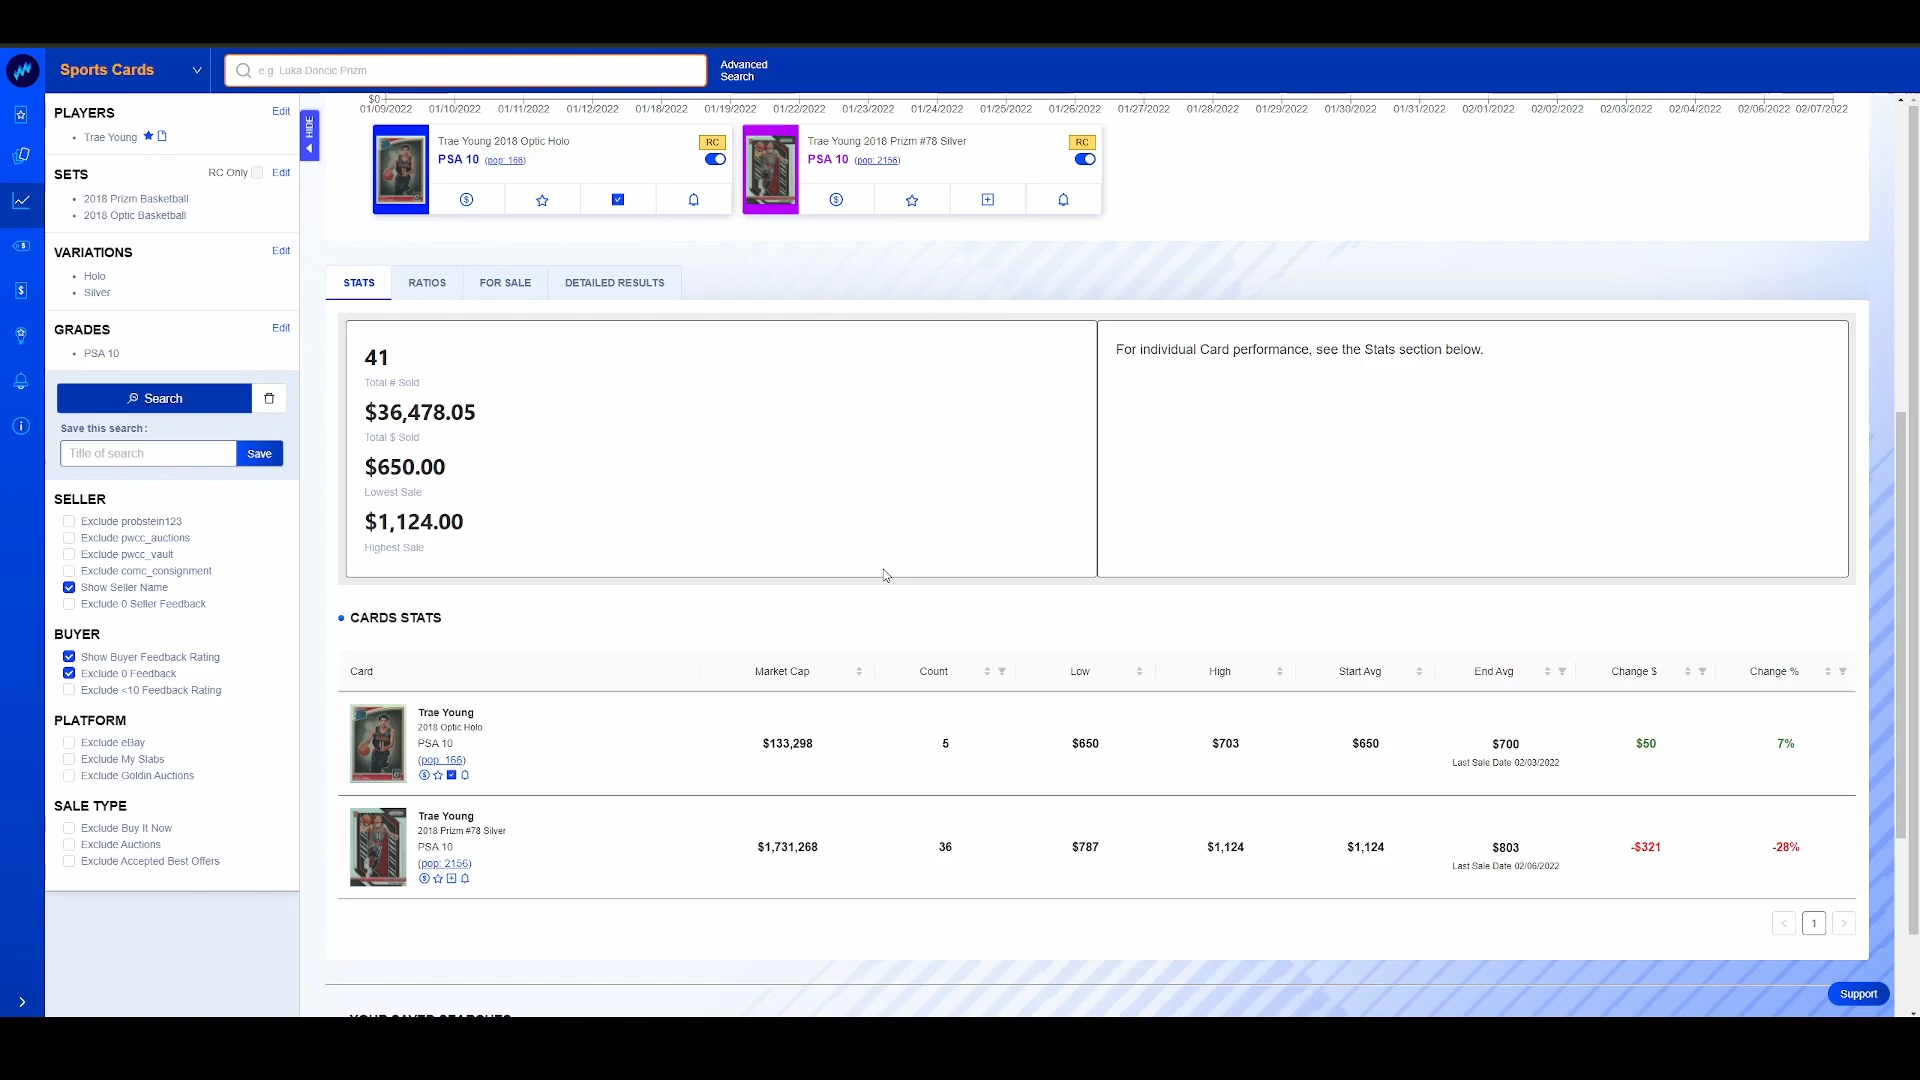 Sports Cards
e.g. Luka Doncic Prizm
Advanced
Search
PLAYERS
Edit
Trae Young
SETS
RC Only
Edit
2018 Prizm Basketball
2018 Optic Basketball
VARIATIONS
Edit
Holo
Silver
GRADES
Edit
PSA 10
Search
Save this search:
Title of search
Save
SELLER
Exclude probstein123
Exclude pwcc_auctions
Exclude pwcc_vault
Exclude comc_consignment
Show Seller Name
Exclude 0 Seller Feedback
BUYER
Show Buyer Feedback Rating
Exclude 0 Feedback
Exclude <10 Feedback Rating
PLATFORM
Exclude eBay
Exclude My Slabs
Exclude Goldin Auctions
SALE TYPE
Exclude Buy It Now
Exclude Auctions
Exclude Accepted Best Offers
HIDE
$0
01/09/2022 01/10/2022 01/11/2022 01/12/2022 01/18/2022 01/19/2022 01/22/2022 01/23/2022 01/24/2022 01/25/2022 01/26/2022 01/27/2022 01/28/2022 01/29/2022 01/30/2022 01/31/2022 02/01/2022 02/02/2022 02/03/2022 02/04/2022 02/06/2022 02/07/2022
Trae Young 2018 Optic Holo
RC
PSA 10 (pop: 166)
Trae Young 2018 Prizm #78 Silver
RC
PSA 10 (pop: 2156)
STATS RATIOS FOR SALE DETAILED RESULTS
41
Total # Sold
$36,478.05
Total $ Sold
$650.00
Lowest Sale
$1,124.00
Highest Sale
For individual Card performance, see the Stats section below.
CARDS STATS
Card Market Cap Count Low High Start Avg End Avg Change $ Change %
Trae Young
2018 Optic Holo
PSA 10
(pop: 166)
$133,298 5 $650 $703 $650 $700 $50 7%
Last Sale Date 02/03/2022
Trae Young
2018 Prizm #78 Silver
PSA 10
(pop: 2156)
$1,731,268 36 $787 $1,124 $1,124 $803 -$321 -28%
Last Sale Date 02/06/2022
1
Support
YOUR SAVED SEARCHES